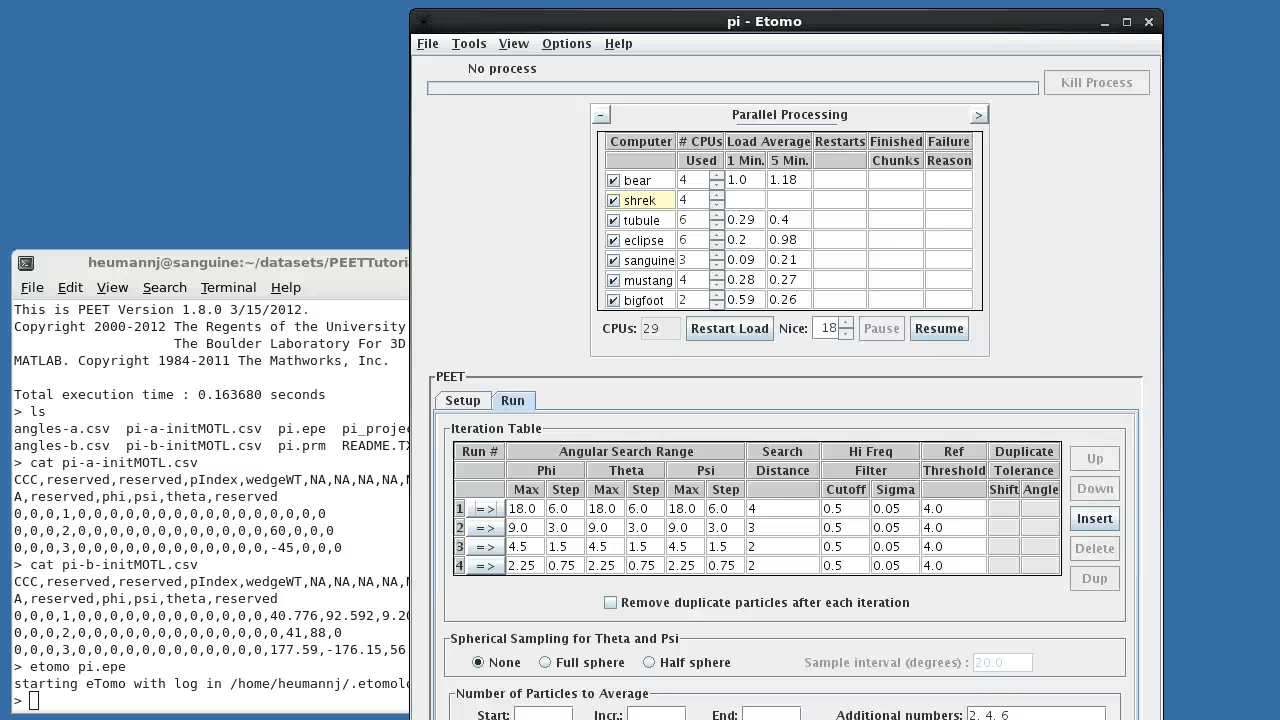 pi - Etomo
File Tools View Options Help
No process
Kill Process
- Parallel Processing >
Computer # CPUs Load Average Restarts Finished Failure
Used 1 Min. 5 Min. Chunks Reason
bear 4 1.0 1.18
shrek 4
tubule 6 0.29 0.4
eclipse 6 0.2 0.98
sanguine 3 0.09 0.21
mustang 4 0.28 0.27
bigfoot 2 0.59 0.26
CPUs: 29 Restart Load Nice: 18 Pause Resume
PEET
Setup Run
Iteration Table
Run # Angular Search Range Search Hi Freq Ref Duplicate
Phi Theta Psi Distance Filter Threshold Tolerance
Max Step Max Step Max Step Cutoff Sigma Shift Angle
1 => 18.0 6.0 18.0 6.0 18.0 6.0 4 0.5 0.05 4.0
2 => 9.0 3.0 9.0 3.0 9.0 3.0 3 0.5 0.05 4.0
3 => 4.5 1.5 4.5 1.5 4.5 1.5 2 0.5 0.05 4.0
4 => 2.25 0.75 2.25 0.75 2.25 0.75 2 0.5 0.05 4.0
Up
Down
Insert
Delete
Dup
Remove duplicate particles after each iteration
Spherical Sampling for Theta and Psi
None Full sphere Half sphere Sample interval (degrees) : 20.0
Number of Particles to Average
Start: Incr.: End: Additional numbers: 2, 4, 6
heumannj@sanguine:~/datasets/PEETTutori
File Edit View Search Terminal Help
This is PEET Version 1.8.0 3/15/2012.
Copyright 2000-2012 The Regents of the University
The Boulder Laboratory For 3D
MATLAB. Copyright 1984-2011 The Mathworks, Inc.
Total execution time : 0.163680 seconds
> ls
angles-a.csv pi-a-initMOTL.csv pi.epe pi_projec
angles-b.csv pi-b-initMOTL.csv pi.prm README.TX
> cat pi-a-initMOTL.csv
CCC,reserved,reserved,pIndex,wedgeWT,NA,NA,NA,NA,N
A,reserved,phi,psi,theta,reserved
0,0,0,1,0,0,0,0,0,0,0,0,0,0,0,0,0,0,0,0
0,0,0,2,0,0,0,0,0,0,0,0,0,0,0,0,60,0,0,0
0,0,0,3,0,0,0,0,0,0,0,0,0,0,0,0,-45,0,0,0
> cat pi-b-initMOTL.csv
CCC,reserved,reserved,pIndex,wedgeWT,NA,NA,NA,NA,N
A,reserved,phi,psi,theta,reserved
0,0,0,1,0,0,0,0,0,0,0,0,0,0,0,0,40.776,92.592,9.20
0,0,0,2,0,0,0,0,0,0,0,0,0,0,0,0,41,88,0
0,0,0,3,0,0,0,0,0,0,0,0,0,0,0,0,177.59,-176.15,56
> etomo pi.epe
starting eTomo with log in /home/heumannj/.etomolo
>